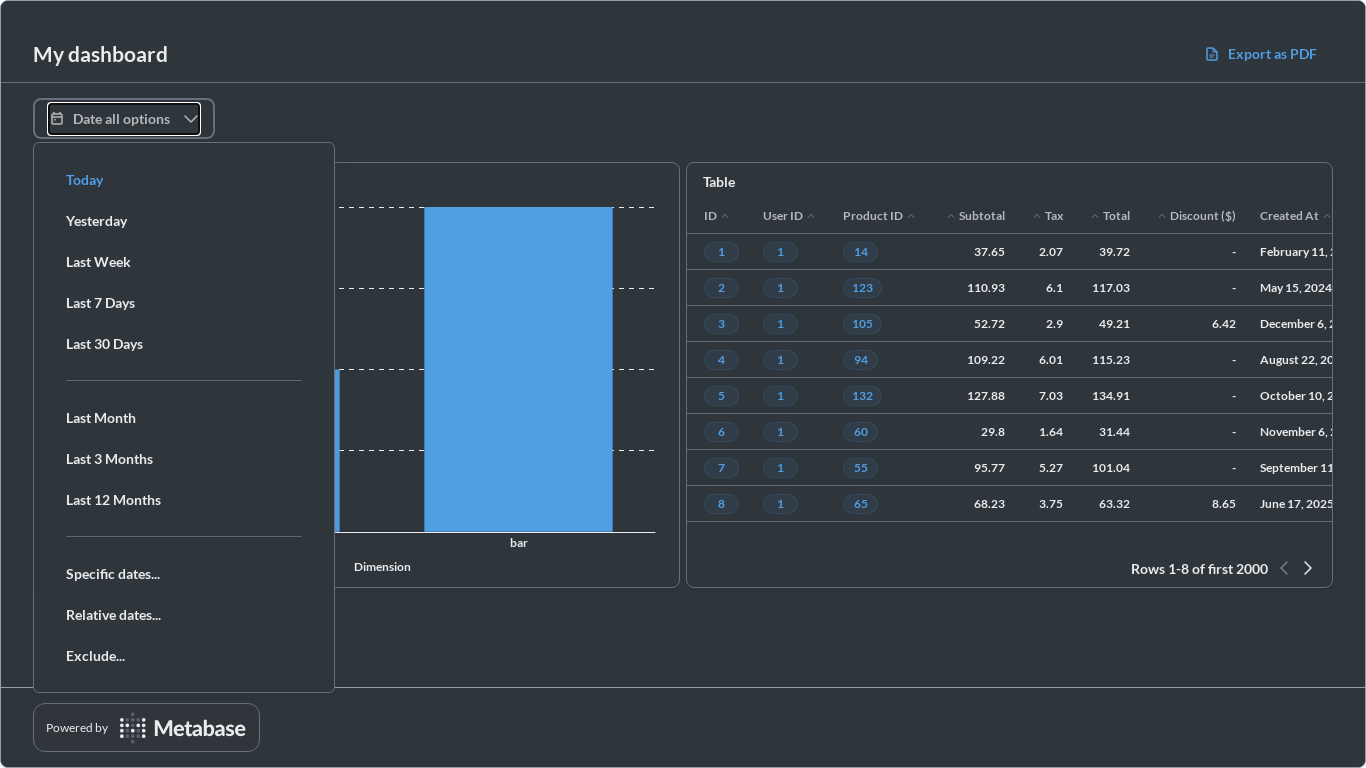 My dashboard
Export as PDF
Date all options
Today
Yesterday
Last Week
Last 7 Days
Last 30 Days
Last Month
Last 3 Months
Last 12 Months
Specific dates...
Relative dates...
Exclude...
bar
Dimension
Table
ID User ID Product ID Subtotal Tax Total Discount ($) Created At
1 1 14 37.65 2.07 39.72 - February 11,
2 1 123 110.93 6.1 117.03 - May 15, 2024
3 1 105 52.72 2.9 49.21 6.42 December 6,
4 1 94 109.22 6.01 115.23 - August 22, 20
5 1 132 127.88 7.03 134.91 - October 10, 2
6 1 60 29.8 1.64 31.44 - November 6,
7 1 55 95.77 5.27 101.04 - September 11
8 1 65 68.23 3.75 63.32 8.65 June 17, 2025
Rows 1-8 of first 2000
Powered by Metabase